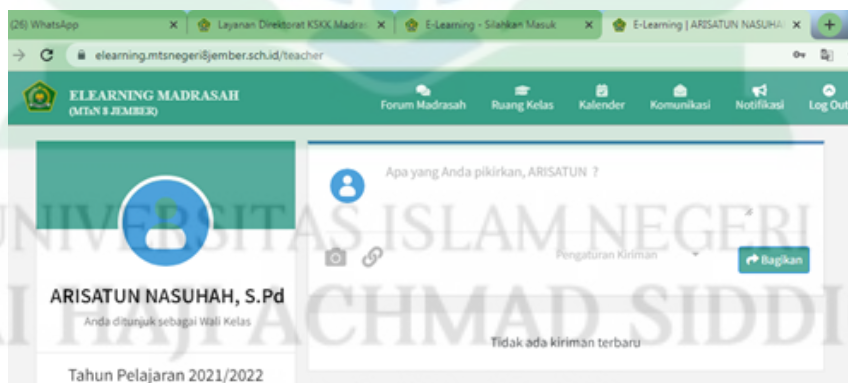 (26) WhatsApp
Layanan Direktorat KSKK Madras
E-Learning - Silahkan Masuk
E-Learning | ARISATUN NASUHA
elearning.mtsnegeri8jember.sch.id/teacher
ELEARNING MADRASAH
(MTsN 8 JEMBER)
Forum Madrasah
Ruang Kelas
Kalender
Komunikasi
Notifikasi
Log Out
Apa yang Anda pikirkan, ARISATUN ?
Pengaturan Kiriman
Bagikan
ARISATUN NASUHAH, S.Pd
Anda ditunjuk sebagai Wali Kelas
Tidak ada kiriman terbaru
Tahun Pelajaran 2021/2022
UNIVERSITAS ISLAM NEGERI
HAJI ACHMAD SIDDI